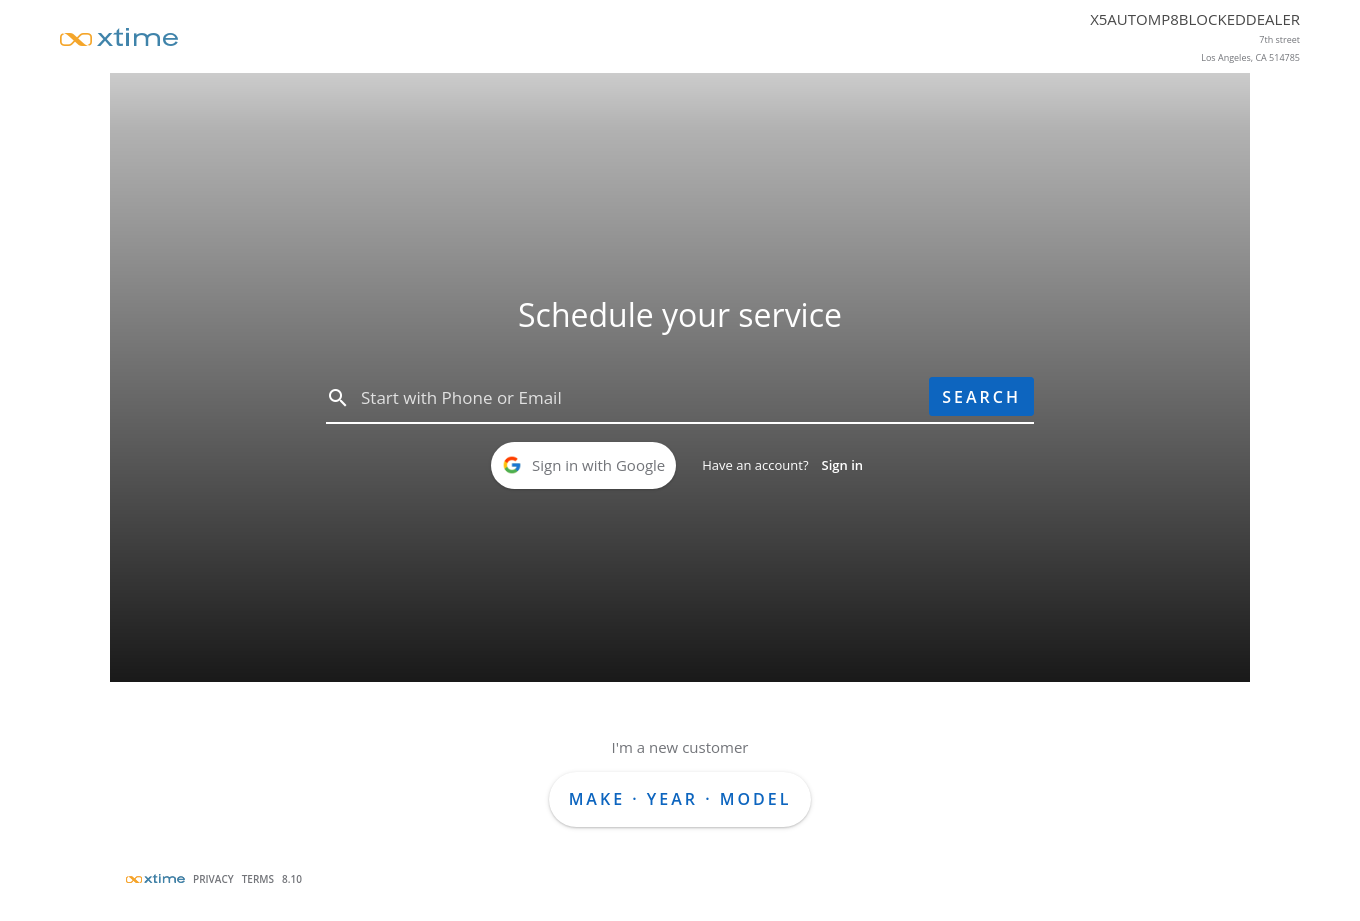 xtime
X5AUTOMP8BLOCKEDDEALER
7th street
Los Angeles, CA 514785
Schedule your service
Start with Phone or Email
SEARCH
Sign in with Google
Have an account? Sign in
I'm a new customer
MAKE · YEAR · MODEL
xtime PRIVACY TERMS 8.10